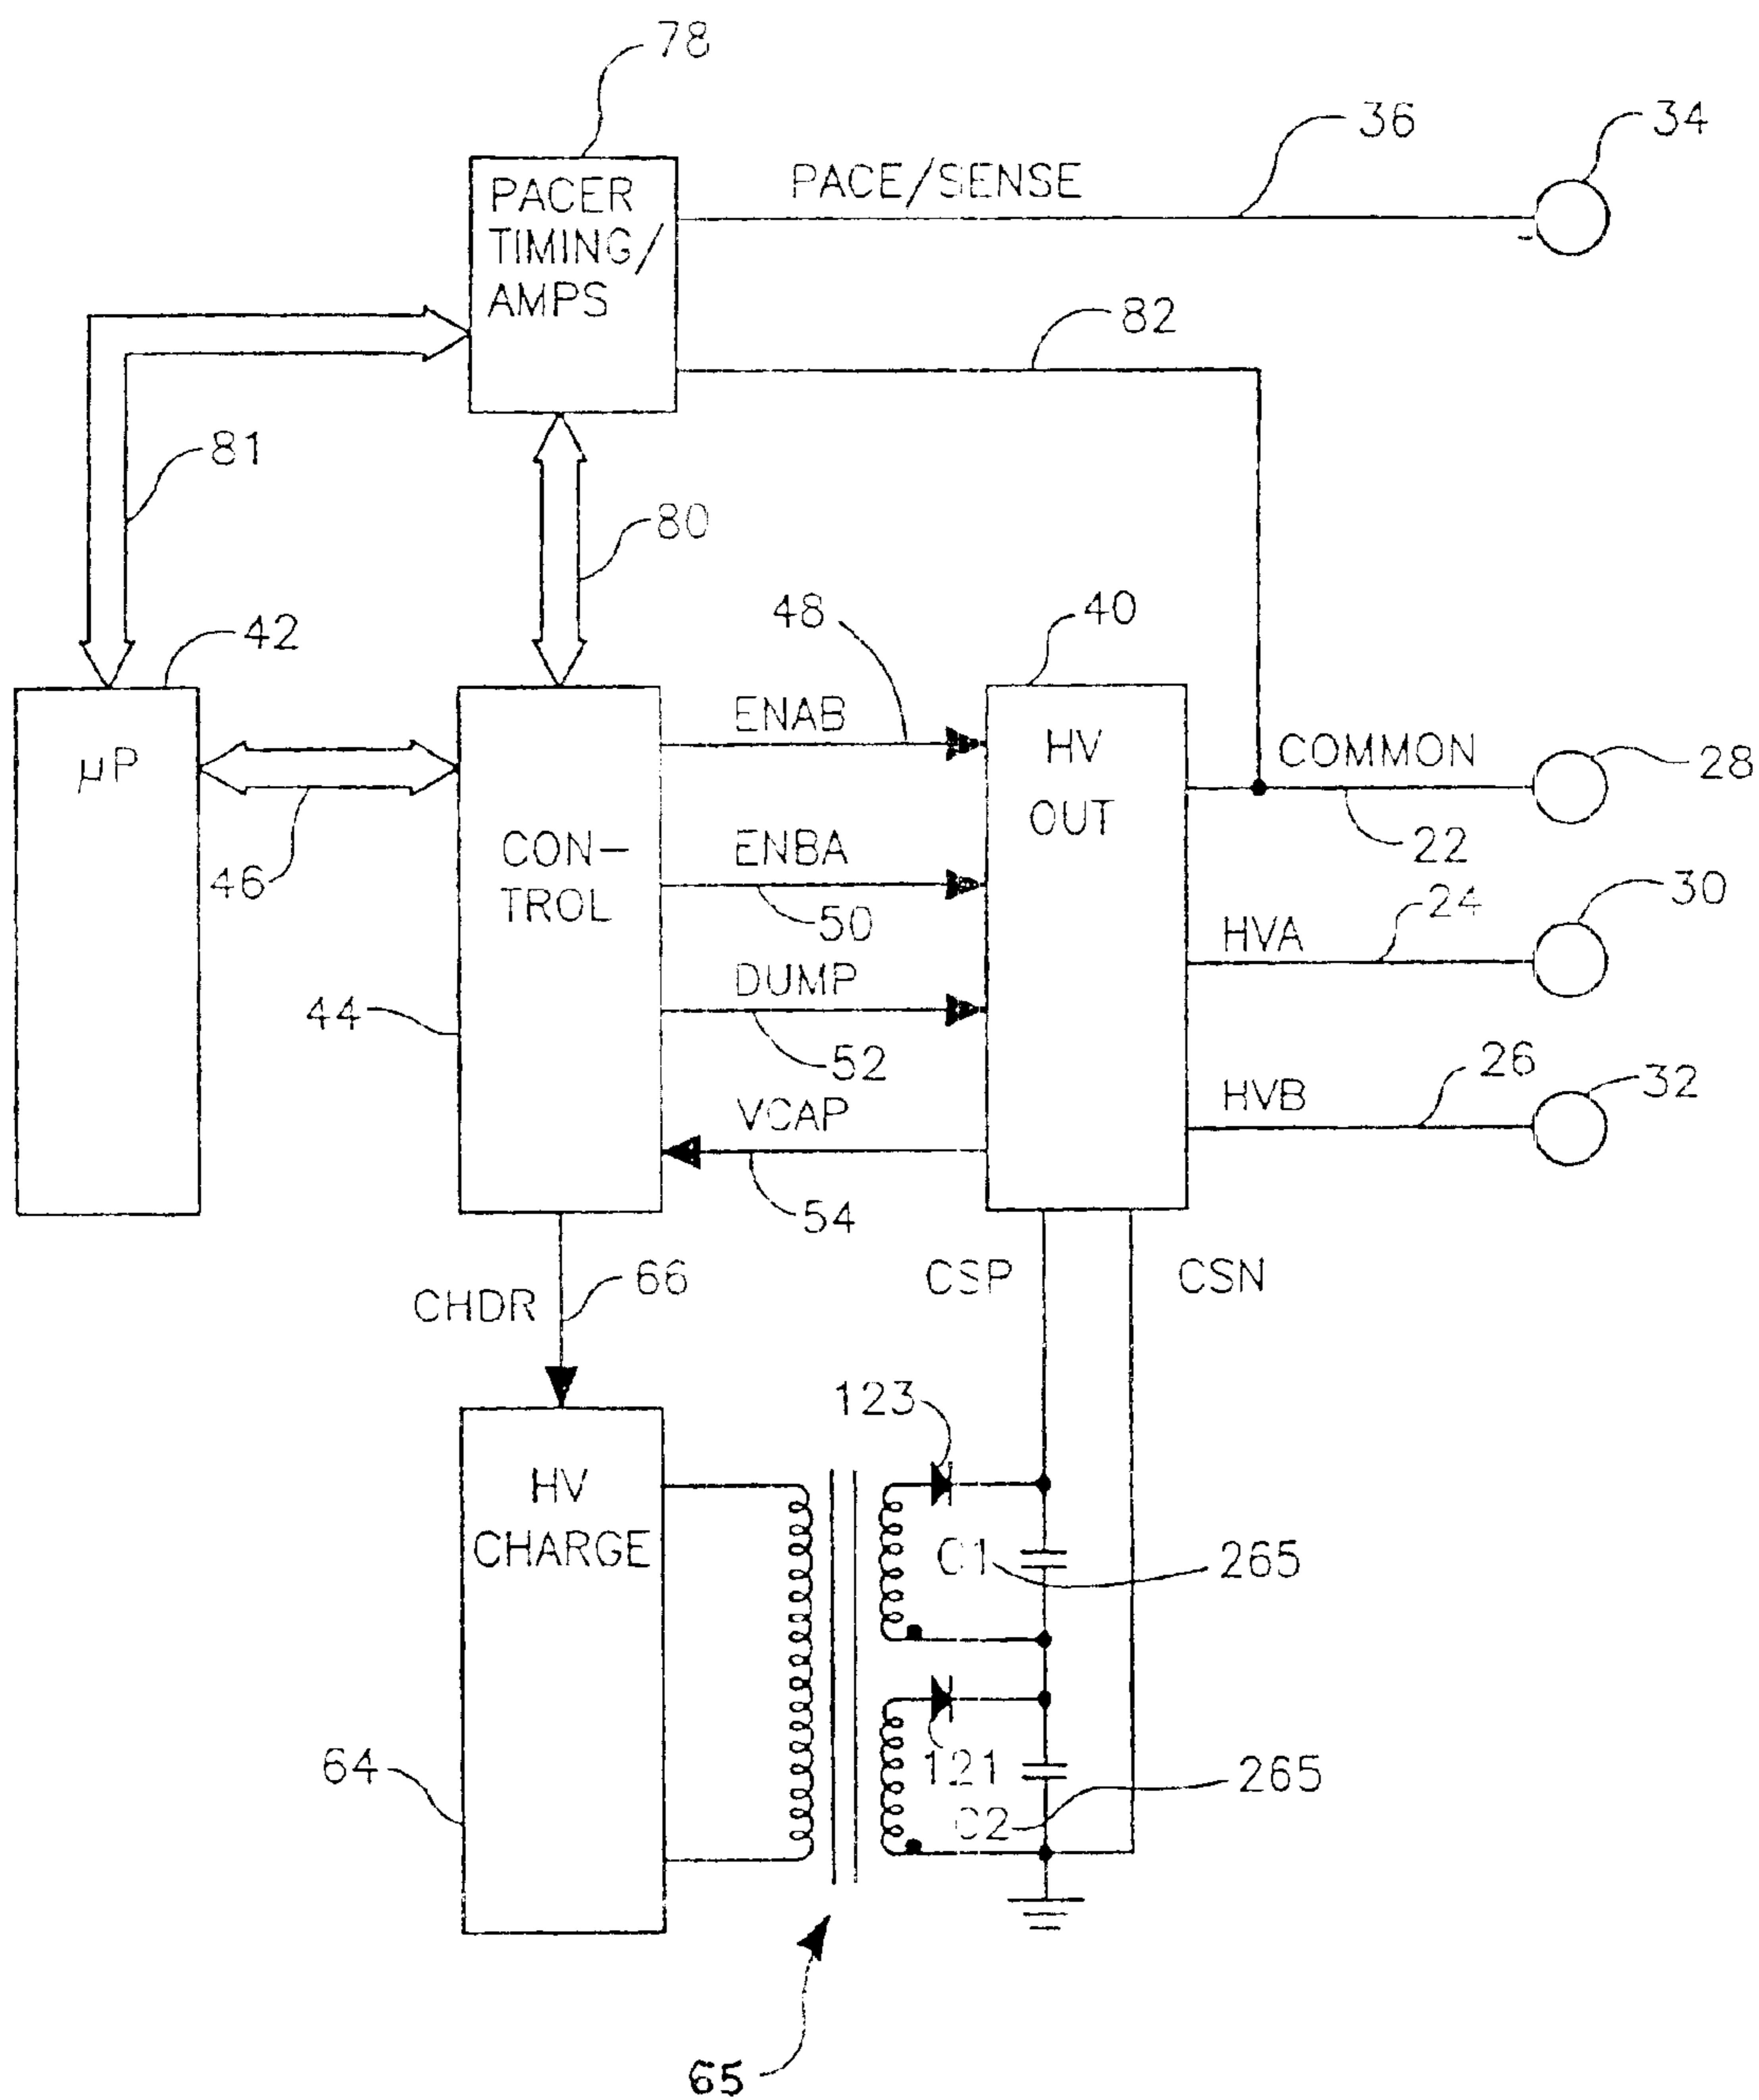 78
36
34
PACE/SENSE
PACER
TIMING/
AMPS
82
81
80
42
48
40
ENAB
µP
HV
OUT
COMMON
28
22
46
CON-
TROL
ENBA
50
30
24
HVA
DUMP
44
52
26
32
HVB
VCAP
54
CSP
CSN
66
CHDR
123
HV
CHARGE
C1
265
64
121
265
C2
65